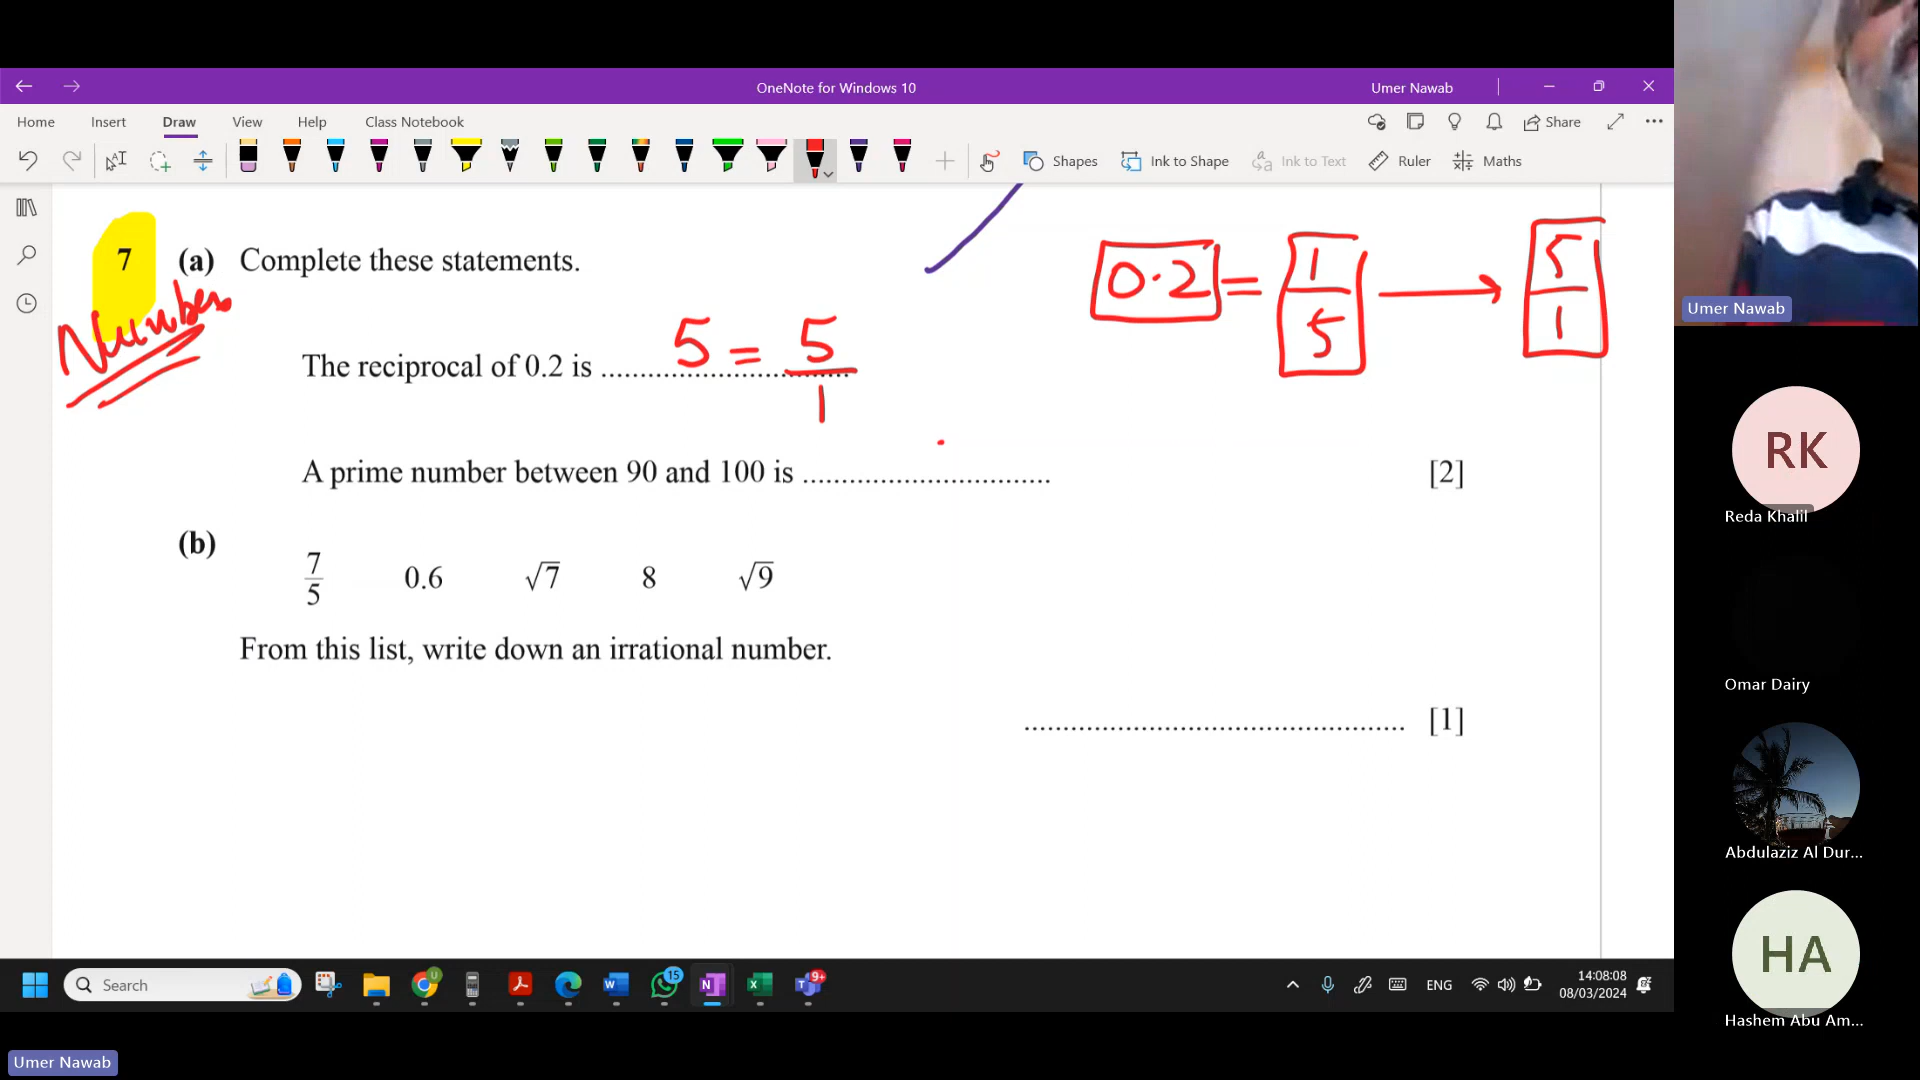 OneNote for Windows 10
Umer Nawab
Home Insert Draw View Help Class Notebook
Share
Shapes Ink to Shape Ink to Text Ruler Maths
7 (a) Complete these statements.
Number
0.2 = 1/5 → 5/1
The reciprocal of 0.2 is .............................. 5 = 5/1
A prime number between 90 and 100 is ................................ [2]
(b)
7/5 0.6 √7 8 √9
From this list, write down an irrational number.
................................................. [1]
Umer Nawab
RK
Reda Khalil
Omar Dairy
Abdulaziz Al Dur...
HA
Hashem Abu Am...
Search
U
15
9+
ENG
14:08:08
08/03/2024
Umer Nawab